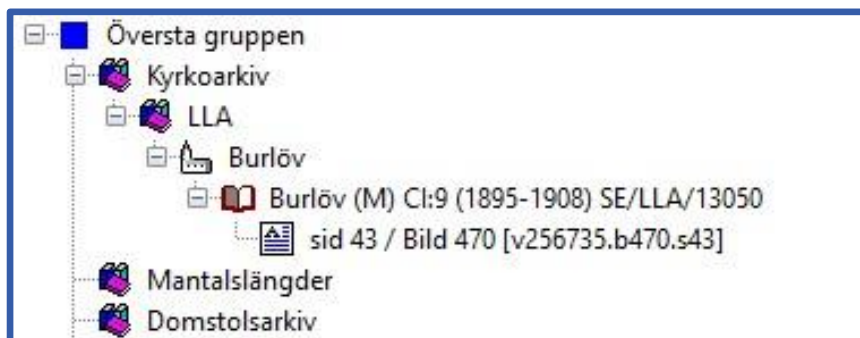 Översta gruppen
Kyrkoarkiv
LLA
Burlöv
Burlöv (M) CI:9 (1895-1908) SE/LLA/13050
sid 43 / Bild 470 [v256735.b470.s43]
Mantalslängder
Domstolsarkiv